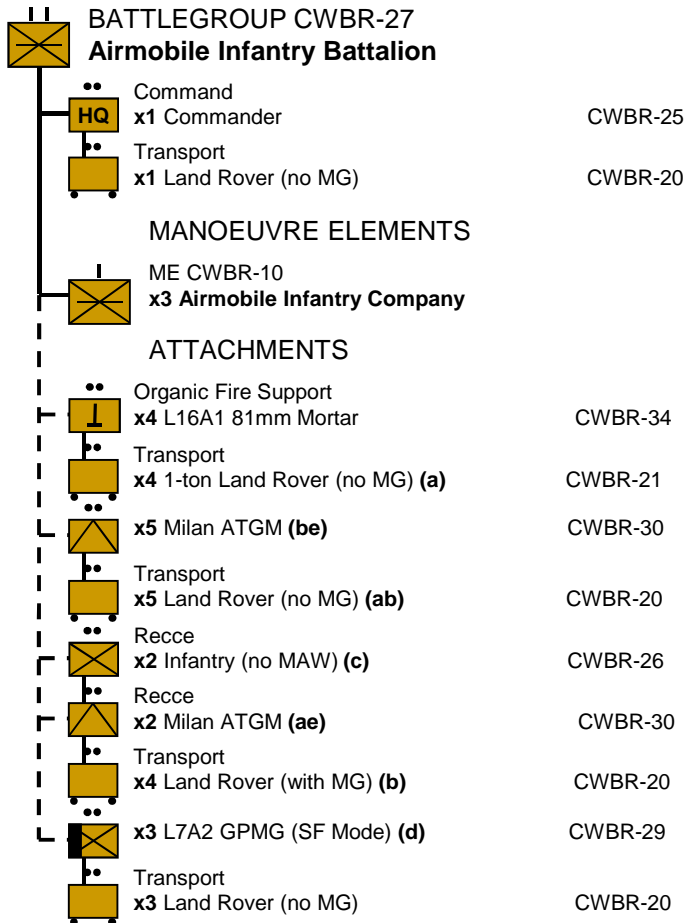 BATTLEGROUP CWBR-27
Airmobile Infantry Battalion
Command
HQ x1 Commander CWBR-25
Transport
x1 Land Rover (no MG) CWBR-20
MANOEUVRE ELEMENTS
ME CWBR-10
x3 Airmobile Infantry Company
ATTACHMENTS
Organic Fire Support
x4 L16A1 81mm Mortar CWBR-34
Transport
x4 1-ton Land Rover (no MG) (a) CWBR-21
x5 Milan ATGM (be) CWBR-30
Transport
x5 Land Rover (no MG) (ab) CWBR-20
Recce
x2 Infantry (no MAW) (c) CWBR-26
Recce
x2 Milan ATGM (ae) CWBR-30
Transport
x4 Land Rover (with MG) (b) CWBR-20
x3 L7A2 GPMG (SF Mode) (d) CWBR-29
Transport
x3 Land Rover (no MG) CWBR-20